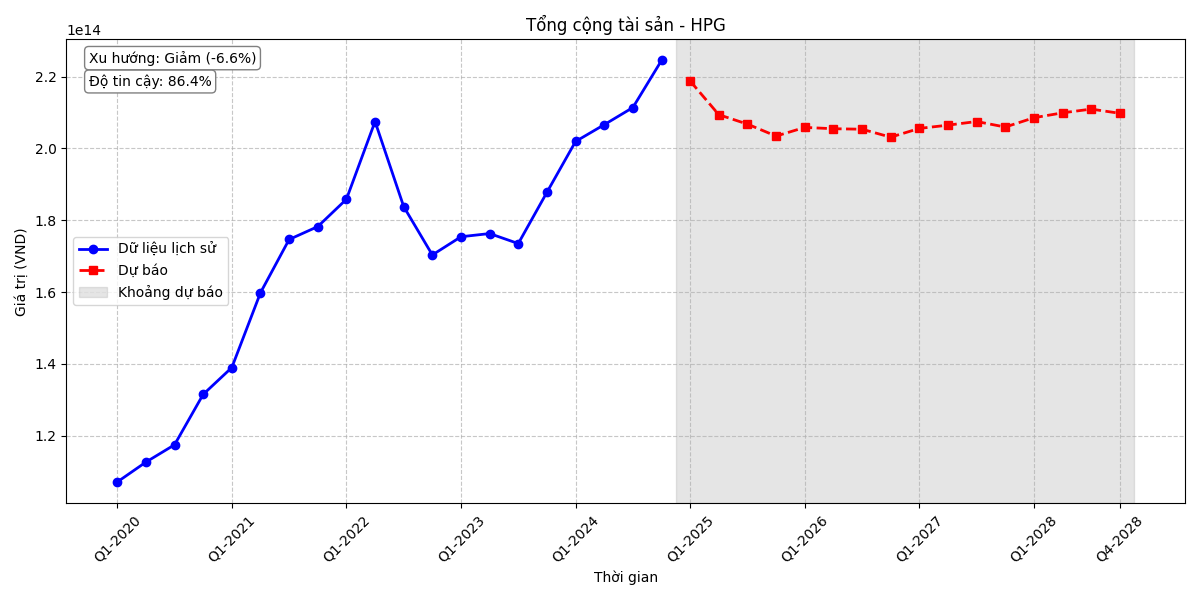 Tổng cộng tài sản - HPG
1e14
Xu hướng: Giảm (-6.6%)
Độ tin cậy: 86.4%
2.2
2.0
1.8
1.6
1.4
1.2
Giá trị (VND)
Dữ liệu lịch sử
Dự báo
Khoảng dự báo
Q1-2020
Q1-2021
Q1-2022
Q1-2023
Q1-2024
Q1-2025
Q1-2026
Q1-2027
Q1-2028
Q4-2028
Thời gian